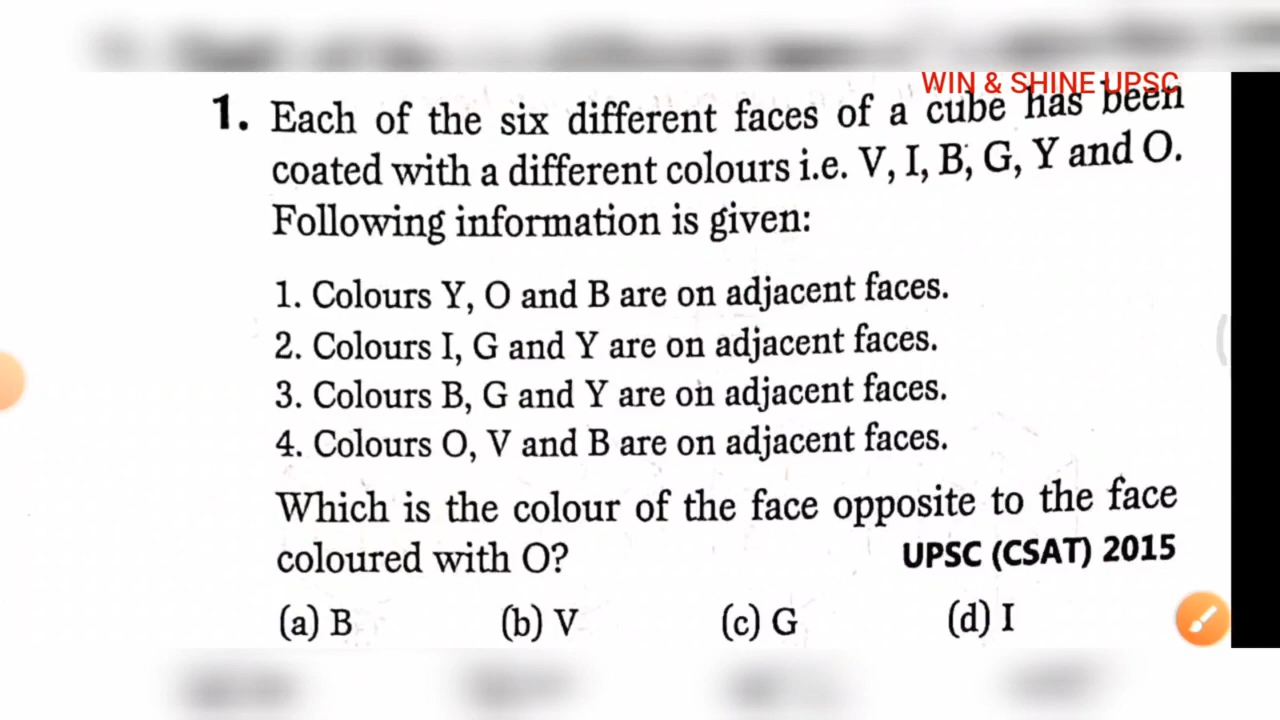 WIN & SHINE UPSC
1. Each of the six different faces of a cube has been
coated with a different colours i.e. V, I, B, G, Y and O.
Following information is given:
1. Colours Y, O and B are on adjacent faces.
2. Colours I, G and Y are on adjacent faces.
3. Colours B, G and Y are on adjacent faces.
4. Colours O, V and B are on adjacent faces.
Which is the colour of the face opposite to the face
coloured with O? UPSC (CSAT) 2015
(a) B (b) V (c) G (d) I